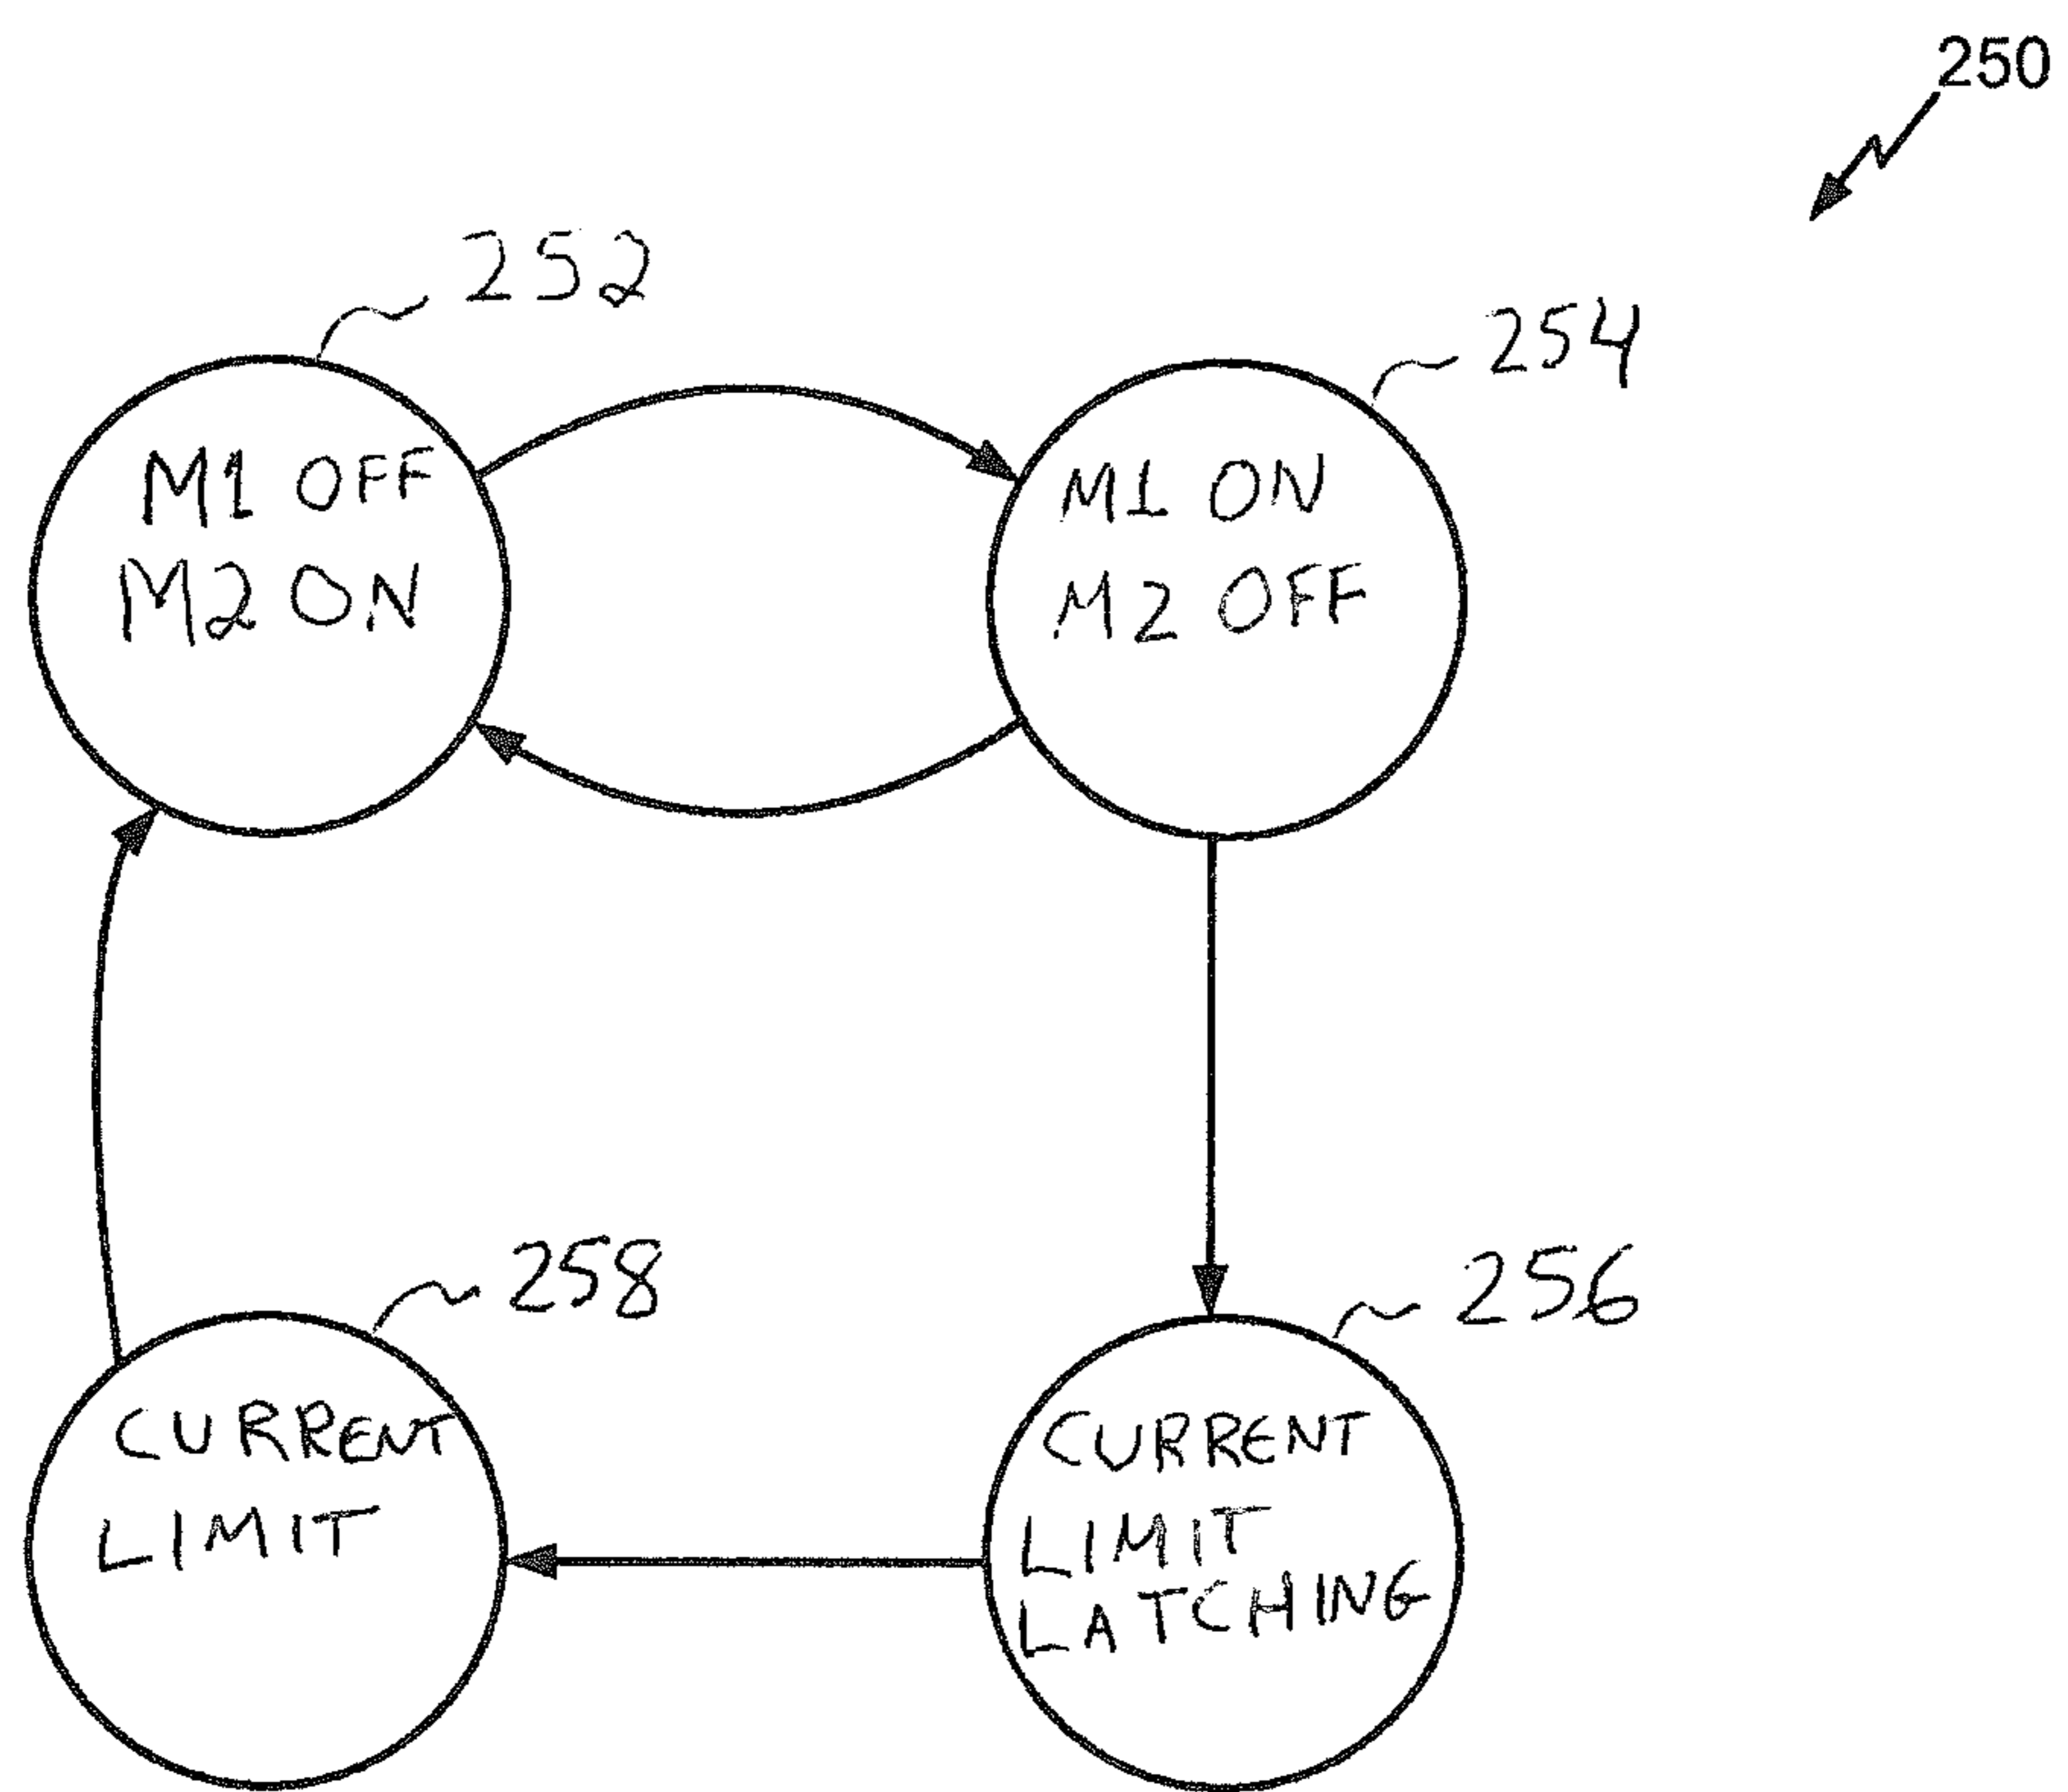 250
252
254
M1 OFF
M2 ON
M1 ON
M2 OFF
258
256
CURRENT
LIMIT
CURRENT
LIMIT
LATCHING